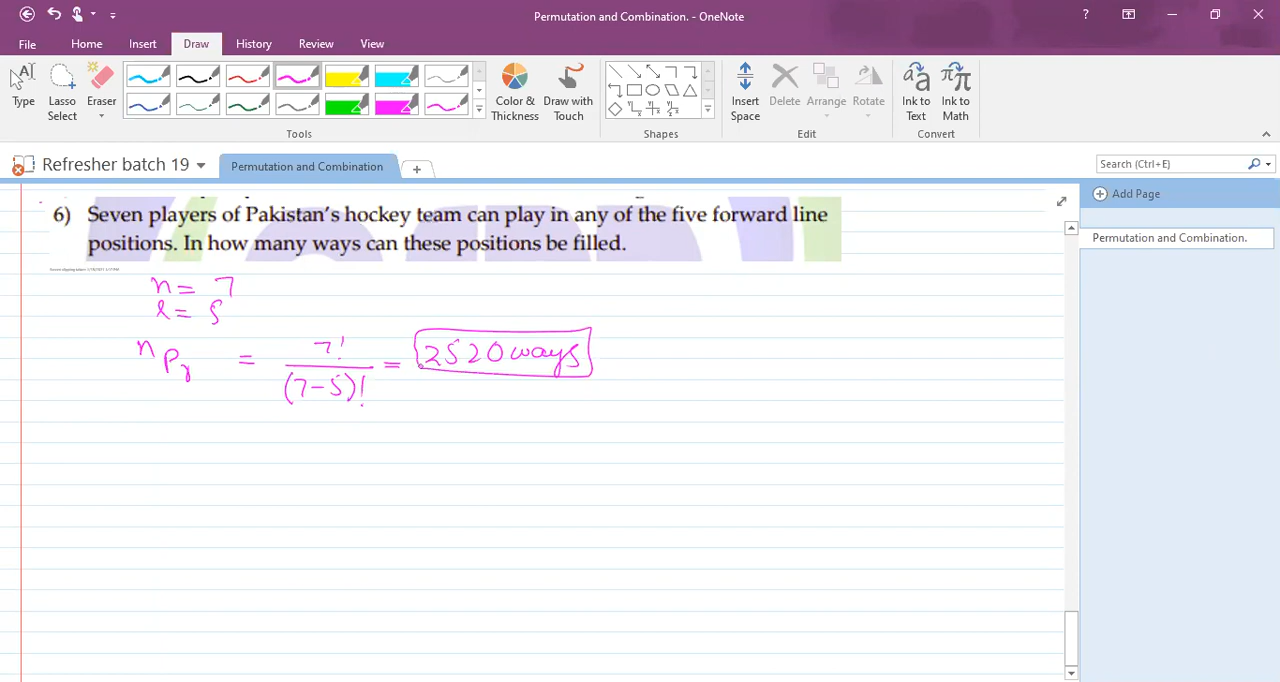 Permutation and Combination. - OneNote
?
File Home Insert Draw History Review View
Type
Lasso Select
Eraser
Color & Thickness
Draw with Touch
Insert Space
Delete
Arrange
Rotate
Ink to Text
Ink to Math
Tools
Shapes
Edit
Convert
Refresher batch 19
Permutation and Combination
Search (Ctrl+E)
Add Page
Permutation and Combination.
6) Seven players of Pakistan's hockey team can play in any of the five forward line
positions. In how many ways can these positions be filled.
n = 7
r = 5
nPr = 7! / (7-5)! = 2520 ways